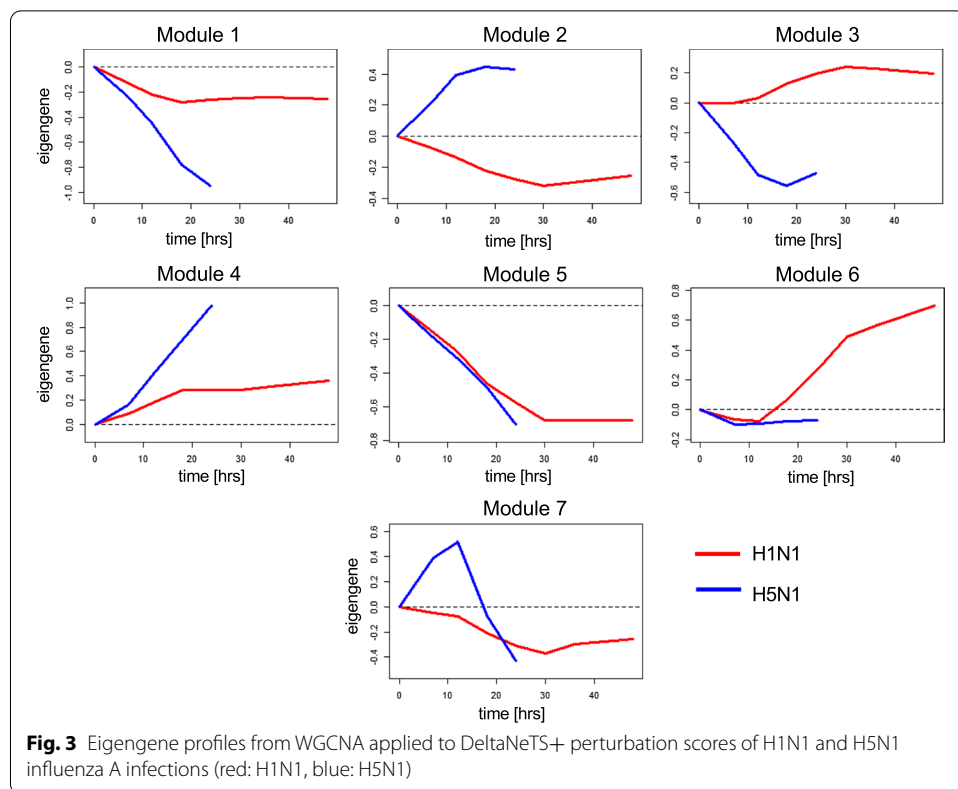 Module 1
Module 2
Module 3
eigengene
0.0
-0.2
-0.4
-0.6
-0.8
-1.0
0 10 20 30 40
time [hrs]
0.4
0.2
0.0
-0.2
-0.4
0 10 20 30 40
time [hrs]
0.2
0.0
-0.2
-0.4
-0.6
0 10 20 30 40
time [hrs]
Module 4
Module 5
Module 6
eigengene
1.0
0.8
0.6
0.4
0.2
0.0
0 10 20 30 40
time [hrs]
0.0
-0.2
-0.4
-0.6
-0.8
0 10 20 30 40
time [hrs]
0.8
0.6
0.4
0.2
0.0
-0.2
0 10 20 30 40
time [hrs]
Module 7
eigengene
0.6
0.4
0.2
0.0
-0.2
-0.4
0 10 20 30 40
time [hrs]
H1N1
H5N1
Fig. 3 Eigengene profiles from WGCNA applied to DeltaNeTS+ perturbation scores of H1N1 and H5N1
influenza A infections (red: H1N1, blue: H5N1)